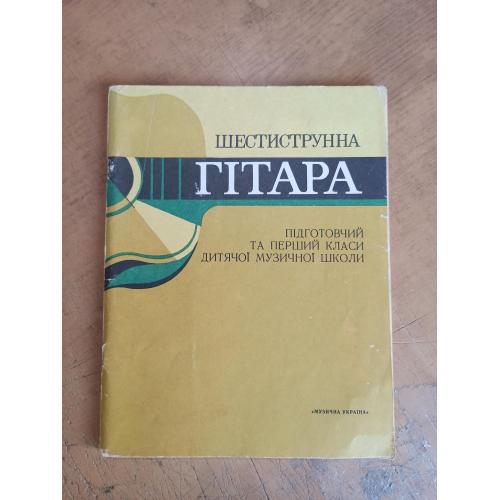 ШЕСТИСТРУННА
ГІТАРА
ПІДГОТОВЧИЙ
ТА ПЕРШИЙ КЛАСИ
ДИТЯЧОЇ МУЗИЧНОЇ ШКОЛИ
«МУЗИЧНА УКРАЇНА»